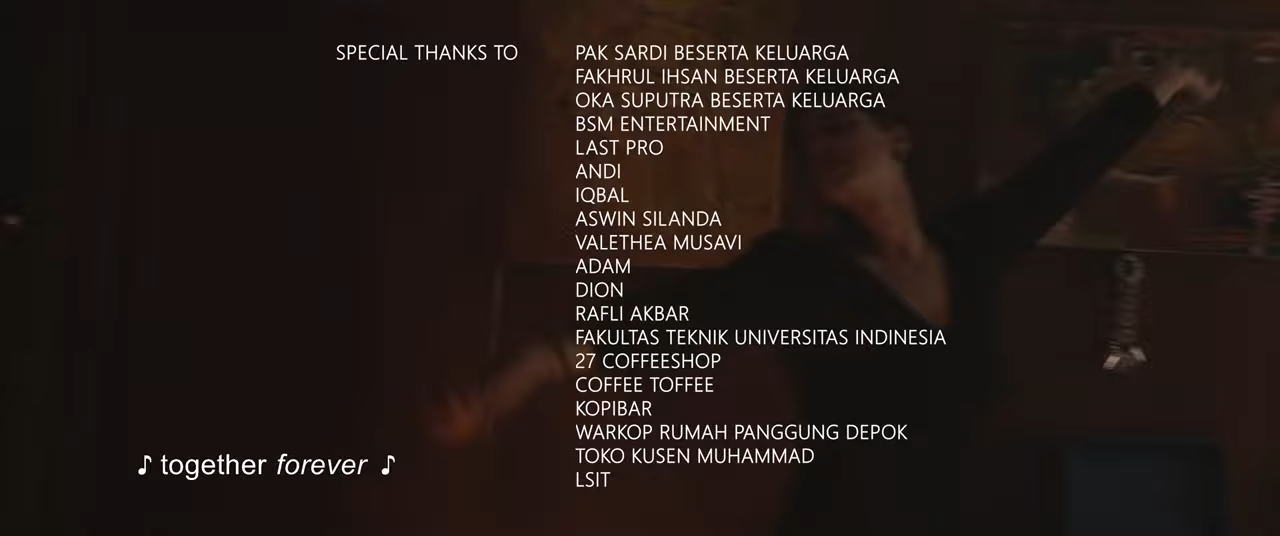 SPECIAL THANKS TO
PAK SARDI BESERTA KELUARGA
FAKHRUL IHSAN BESERTA KELUARGA
OKA SUPUTRA BESERTA KELUARGA
BSM ENTERTAINMENT
LAST PRO
ANDI
IQBAL
ASWIN SILANDA
VALETHEA MUSAVI
ADAM
DION
RAFLI AKBAR
FAKULTAS TEKNIK UNIVERSITAS INDINESIA
27 COFFEESHOP
COFFEE TOFFEE
KOPIBAR
WARKOP RUMAH PANGGUNG DEPOK
TOKO KUSEN MUHAMMAD
LSIT
♪ together forever ♪